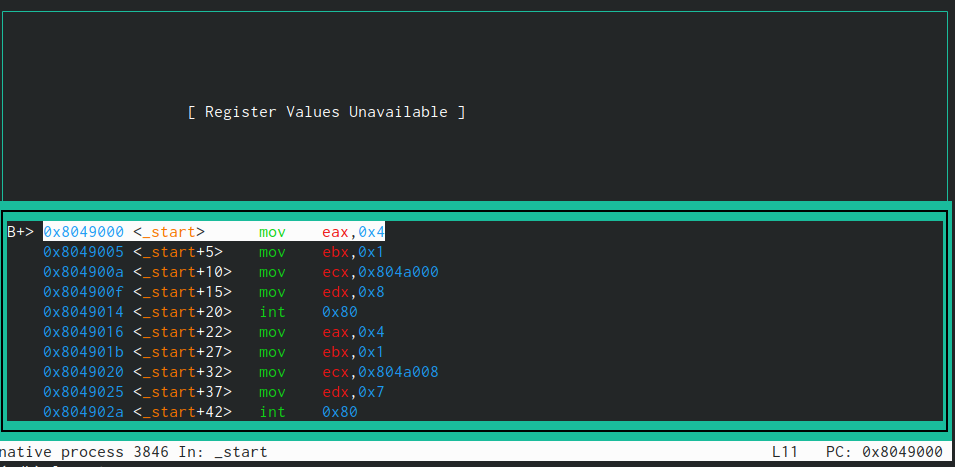 [ Register Values Unavailable ]
B+> 0x8049000 <_start> mov eax,0x4
0x8049005 <_start+5> mov ebx,0x1
0x804900a <_start+10> mov ecx,0x804a000
0x804900f <_start+15> mov edx,0x8
0x8049014 <_start+20> int 0x80
0x8049016 <_start+22> mov eax,0x4
0x804901b <_start+27> mov ebx,0x1
0x8049020 <_start+32> mov ecx,0x804a008
0x8049025 <_start+37> mov edx,0x7
0x804902a <_start+42> int 0x80
native process 3846 In: _start L11 PC: 0x8049000